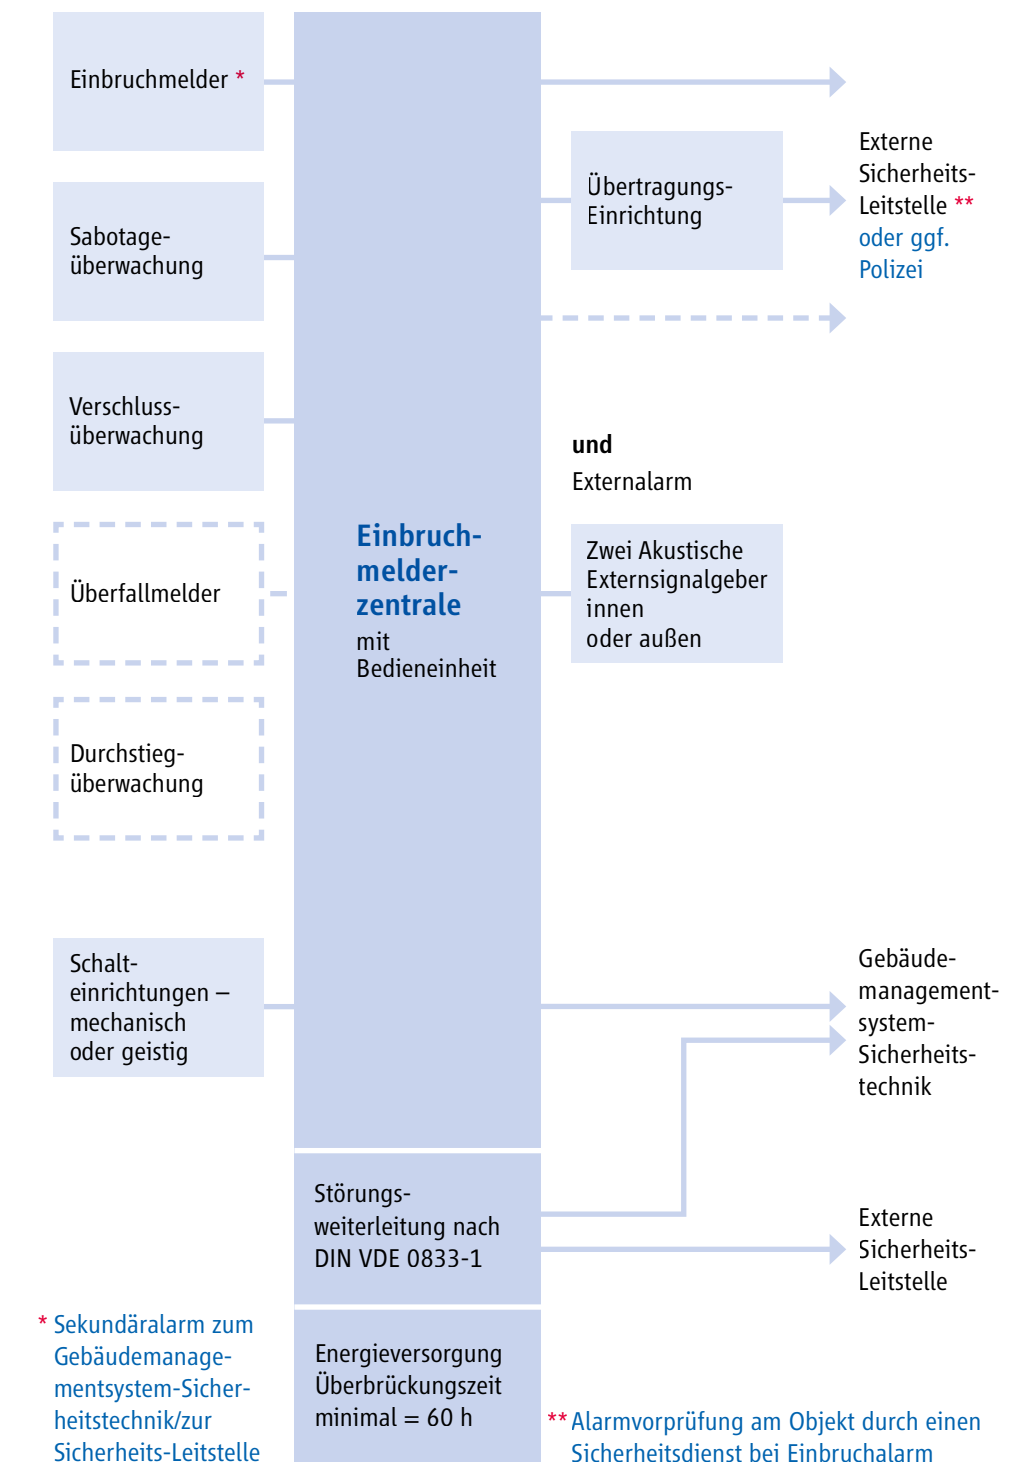 Einbruchmelder *
Sabotage-
überwachung
Verschluss-
überwachung
Überfallmelder
Durchstieg-
überwachung
Schalt-
einrichtungen –
mechanisch
oder geistig
Einbruch-
melder-
zentrale
mit
Bedieneinheit
Störungs-
weiterleitung nach
DIN VDE 0833-1
Energieversorgung
Überbrückungszeit
minimal = 60 h
Übertragungs-
Einrichtung
Externe
Sicherheits-
Leitstelle **
oder ggf.
Polizei
und
Externalarm
Zwei Akustische
Externsignalgeber
innen
oder außen
Gebäude-
management-
system-
Sicherheits-
technik
Externe
Sicherheits-
Leitstelle
* Sekundäralarm zum
Gebäudemanage-
mentsystem-Sicher-
heitstechnik/zur
Sicherheits-Leitstelle
** Alarmvorprüfung am Objekt durch einen
Sicherheitsdienst bei Einbruchalarm